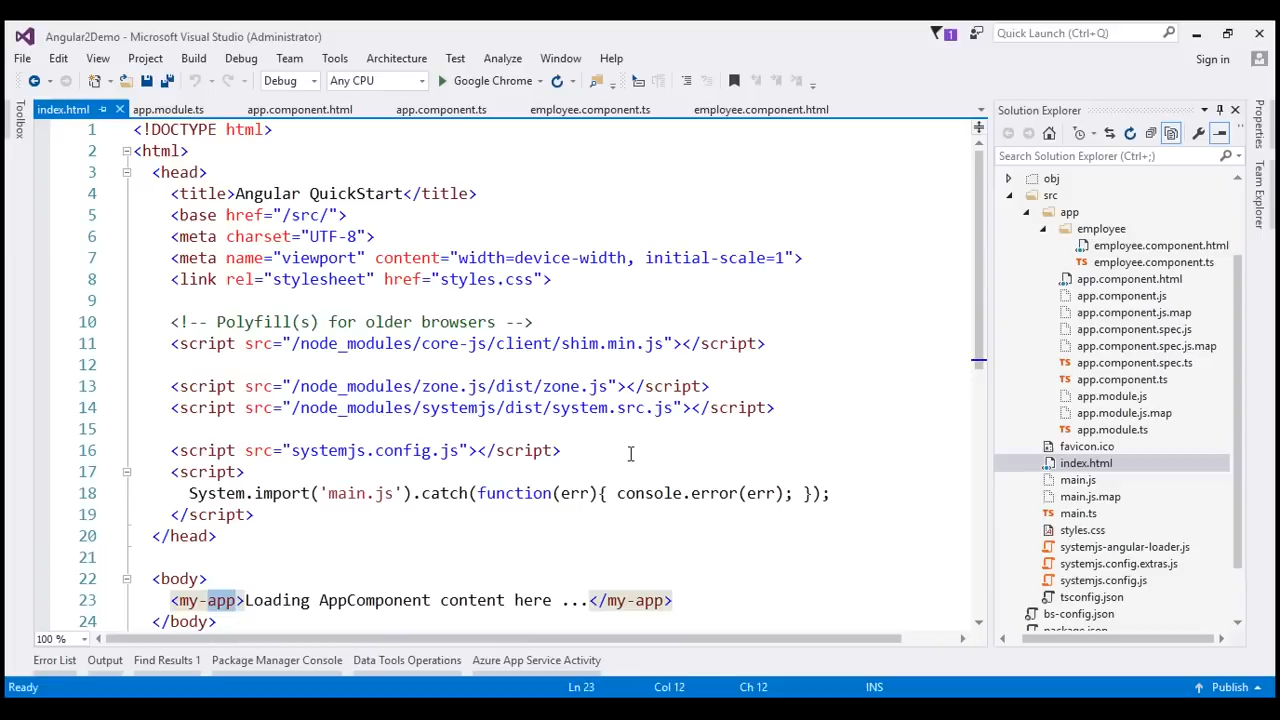 Angular2Demo - Microsoft Visual Studio (Administrator)
1
Quick Launch (Ctrl+Q)
File Edit View Project Build Debug Team Tools Architecture Test Analyze Window Help
Sign in
Debug Any CPU Google Chrome
Toolbox
index.html app.module.ts app.component.html app.component.ts employee.component.ts employee.component.html
1 <!DOCTYPE html>
2 <html>
3 <head>
4 <title>Angular QuickStart</title>
5 <base href="/src/">
6 <meta charset="UTF-8">
7 <meta name="viewport" content="width=device-width, initial-scale=1">
8 <link rel="stylesheet" href="styles.css">
9
10 <!-- Polyfill(s) for older browsers -->
11 <script src="/node_modules/core-js/client/shim.min.js"></script>
12
13 <script src="/node_modules/zone.js/dist/zone.js"></script>
14 <script src="/node_modules/systemjs/dist/system.src.js"></script>
15
16 <script src="systemjs.config.js"></script>
17 <script>
18 System.import('main.js').catch(function(err){ console.error(err); });
19 </script>
20 </head>
21
22 <body>
23 <my-app>Loading AppComponent content here ...</my-app>
24 </body>
100 %
Solution Explorer
Search Solution Explorer (Ctrl+;)
obj
src
app
employee
employee.component.html
employee.component.ts
app.component.html
app.component.js
app.component.js.map
app.component.spec.js
app.component.spec.js.map
app.component.spec.ts
app.component.ts
app.module.js
app.module.js.map
app.module.ts
favicon.ico
index.html
main.js
main.js.map
main.ts
styles.css
systemjs-angular-loader.js
systemjs.config.extras.js
systemjs.config.js
tsconfig.json
bs-config.json
package.json
Properties
Team Explorer
Error List Output Find Results 1 Package Manager Console Data Tools Operations Azure App Service Activity
Ready Ln 23 Col 12 Ch 12 INS Publish